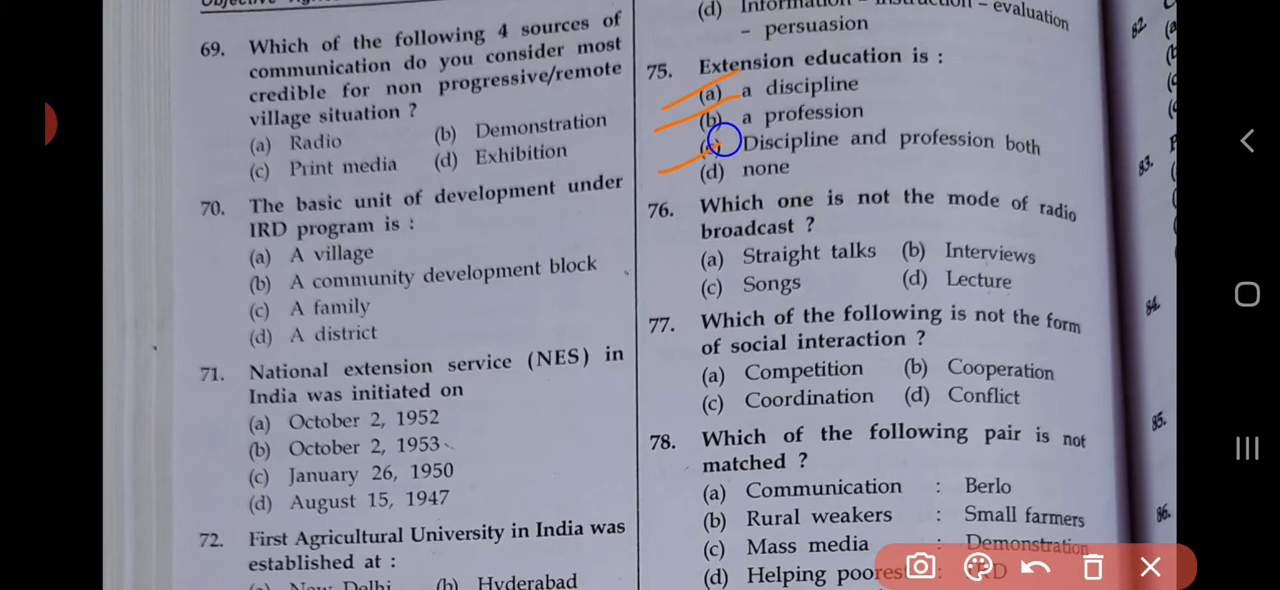 69. Which of the following 4 sources of
communication do you consider most
credible for non progressive/remote
village situation ?
(a) Radio (b) Demonstration
(c) Print media (d) Exhibition
70. The basic unit of development under
IRD program is :
(a) A village
(b) A community development block
(c) A family
(d) A district
71. National extension service (NES) in
India was initiated on
(a) October 2, 1952
(b) October 2, 1953
(c) January 26, 1950
(d) August 15, 1947
72. First Agricultural University in India was
established at :
(b) Hyderabad
(d) - evaluation
- persuasion
75. Extension education is :
(a) a discipline
(b) a profession
(c) Discipline and profession both
(d) none
76. Which one is not the mode of radio
broadcast ?
(a) Straight talks (b) Interviews
(c) Songs (d) Lecture
77. Which of the following is not the form
of social interaction ?
(a) Competition (b) Cooperation
(c) Coordination (d) Conflict
78. Which of the following pair is not
matched ?
(a) Communication : Berlo
(b) Rural weakers : Small farmers
(c) Mass media : Demonstration
(d) Helping poorest
82.
83.
84.
85.
86.